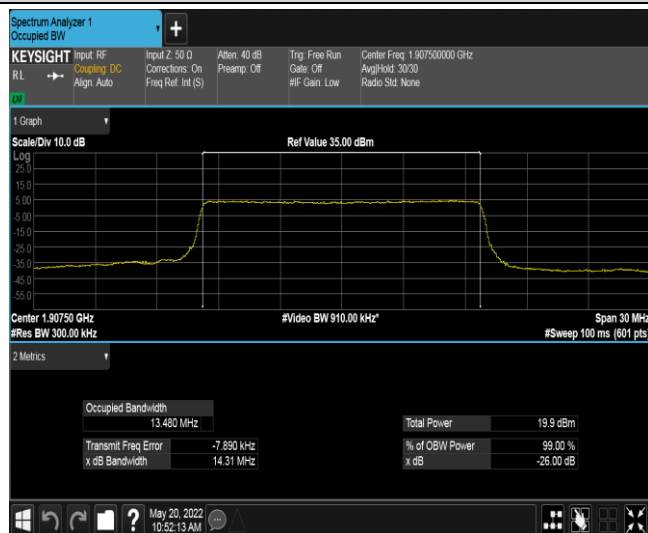 Spectrum Analyzer 1
Occupied BW
+
KEYSIGHT Input: RF Input Z: 50 Ω Atten: 40 dB Trig: Free Run Center Freq: 1.907500000 GHz
RL Coupling: DC Corrections: On Preamp: Off Gate: Off Avg|Hold: 30/30
Align: Auto Freq Ref: Int (S) #IF Gain: Low Radio Std: None
1 Graph
Scale/Div 10.0 dB Ref Value 35.00 dBm
Log
25.0
15.0
5.00
-5.00
-15.0
-25.0
-35.0
-45.0
-55.0
Center 1.90750 GHz #Video BW 910.00 kHz* Span 30 MHz
#Res BW 300.00 kHz #Sweep 100 ms (601 pts)
2 Metrics
Occupied Bandwidth
13.480 MHz Total Power 19.9 dBm
Transmit Freq Error -7.890 kHz % of OBW Power 99.00 %
x dB Bandwidth 14.31 MHz x dB -26.00 dB
? May 20, 2022
10:52:13 AM